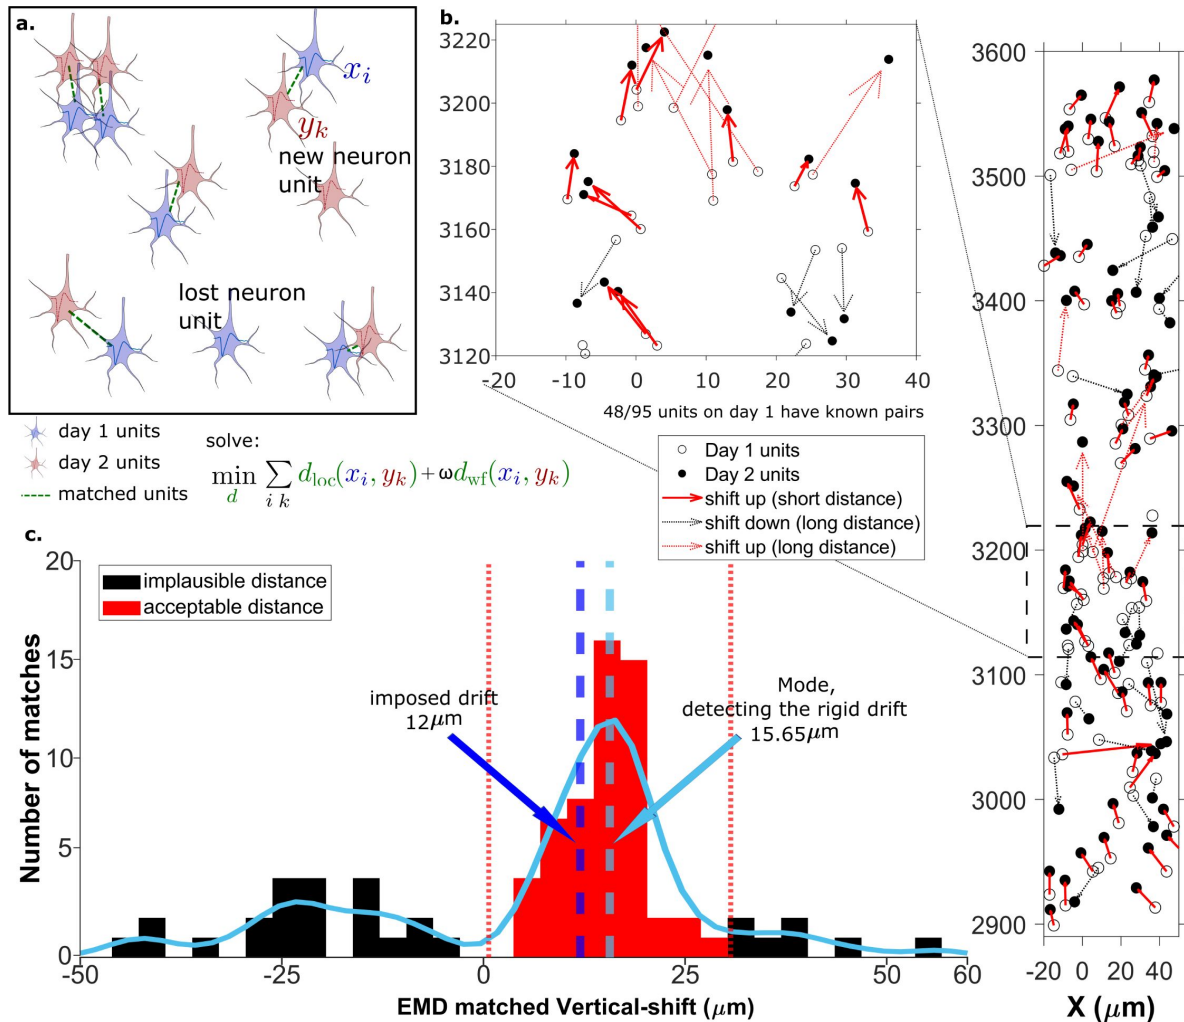 a.
x_i
y_k
new neuron
unit
lost neuron
unit
day 1 units
day 2 units
matched units
solve:
min_d ∑_{i k} d_loc(x_i, y_k) + ωd_wf(x_i, y_k)
b.
3220
3200
3180
3160
3140
3120
-20 -10 0 10 20 30 40
48/95 units on day 1 have known pairs
Day 1 units
Day 2 units
shift up (short distance)
shift down (long distance)
shift up (long distance)
3600
3500
3400
3300
3200
3100
3000
2900
-20 0 20 40
X (μm)
c.
20
15
10
5
0
Number of matches
implausible distance
acceptable distance
imposed drift
12μm
Mode,
detecting the rigid drift
15.65μm
-50 -25 0 25 60
EMD matched Vertical-shift (μm)